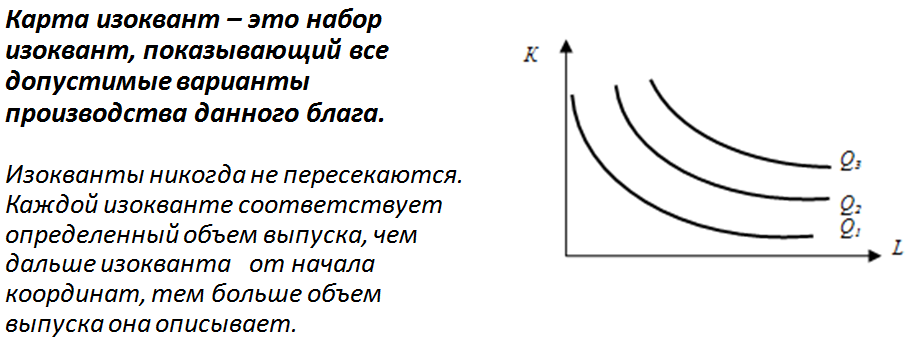 Карта изоквант – это набор
изоквант, показывающий все
допустимые варианты
производства данного блага.
Изокванты никогда не пересекаются.
Каждой изокванте соответствует
определенный объем выпуска, чем
дальше изокванта от начала
координат, тем больше объем
выпуска она описывает.
K
Q₃
Q₂
Q₁
L